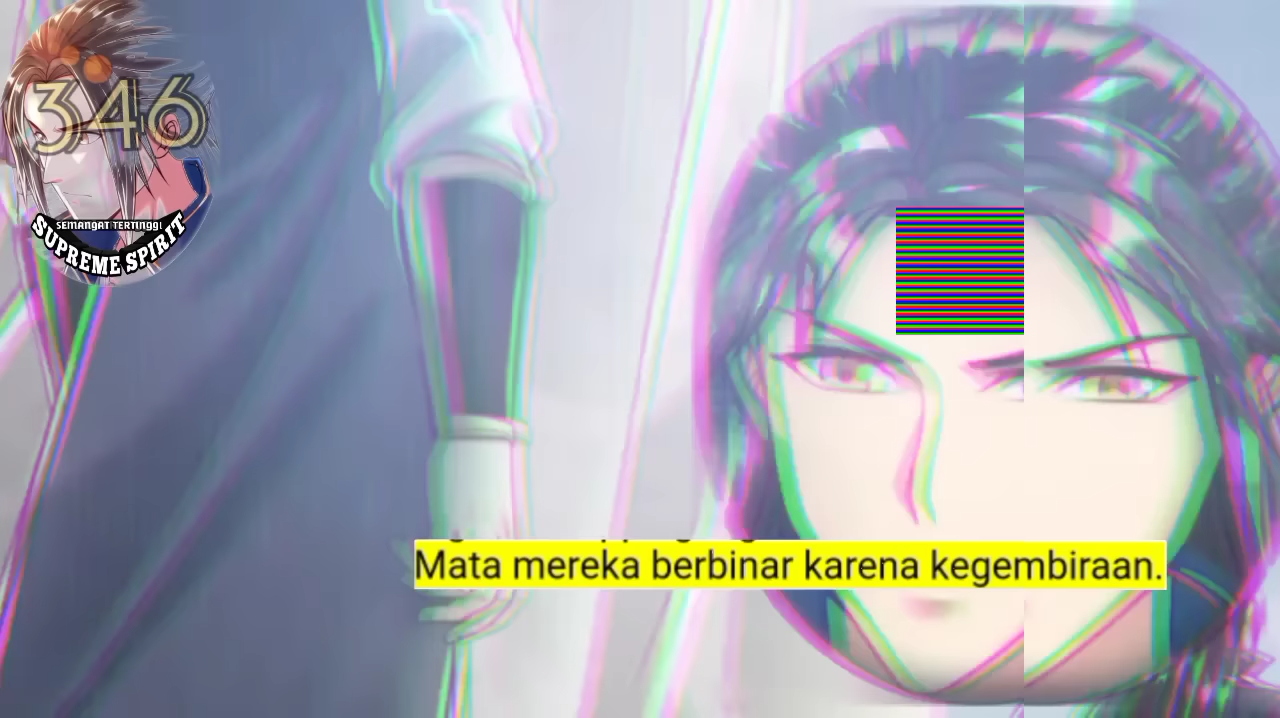 346
SEMANGAT TERTINGGI
SUPREME SPIRIT
Mata mereka berbinar karena kegembiraan.